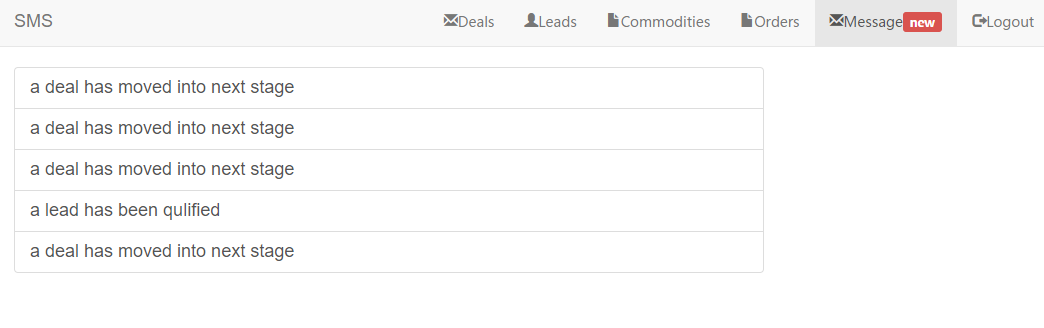 SMS Deals Leads Commodities Orders Message new Logout
a deal has moved into next stage
a deal has moved into next stage
a deal has moved into next stage
a lead has been qulified
a deal has moved into next stage